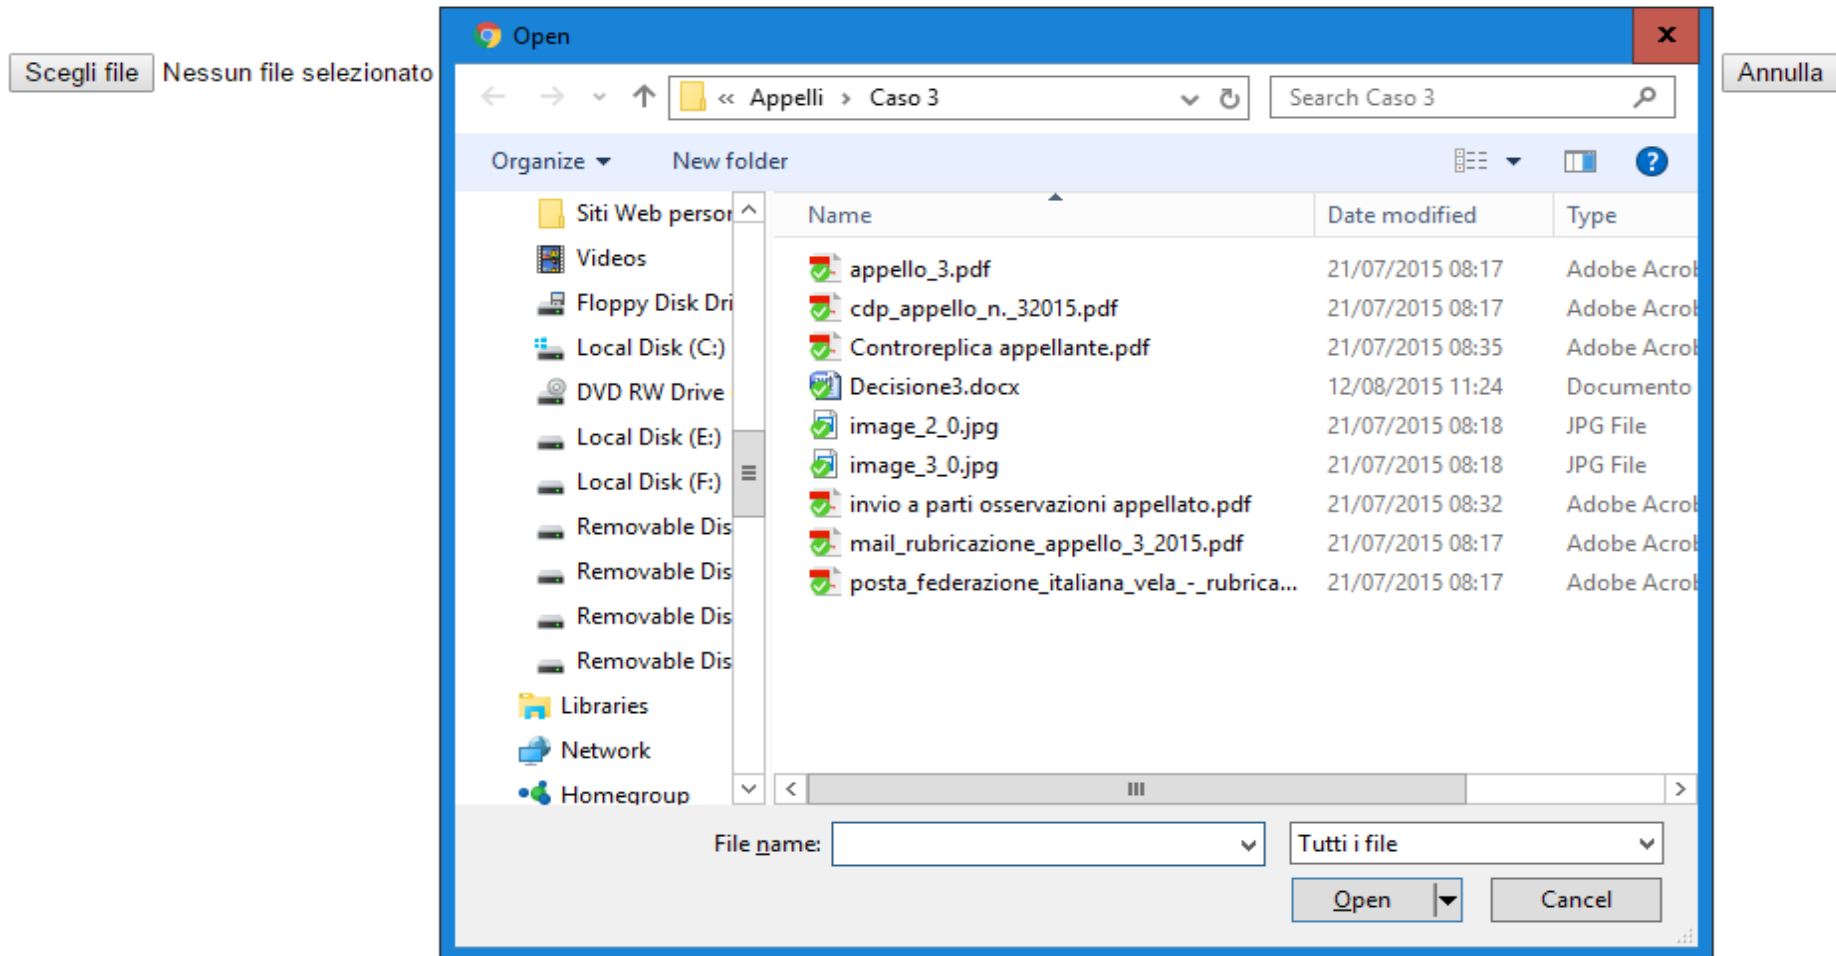 Open
Scegli file Nessun file selezionato
Annulla
« Appelli > Caso 3
Search Caso 3
Organize
New folder
Siti Web persor
Videos
Floppy Disk Dri
Local Disk (C:)
DVD RW Drive
Local Disk (E:)
Local Disk (F:)
Removable Dis
Removable Dis
Removable Dis
Removable Dis
Libraries
Network
Homegroup
Name Date modified Type
appello_3.pdf 21/07/2015 08:17 Adobe Acrob
cdp_appello_n._32015.pdf 21/07/2015 08:17 Adobe Acrob
Controreplica appellante.pdf 21/07/2015 08:35 Adobe Acrob
Decisione3.docx 12/08/2015 11:24 Documento
image_2_0.jpg 21/07/2015 08:18 JPG File
image_3_0.jpg 21/07/2015 08:18 JPG File
invio a parti osservazioni appellato.pdf 21/07/2015 08:32 Adobe Acrob
mail_rubricazione_appello_3_2015.pdf 21/07/2015 08:17 Adobe Acrob
posta_federazione_italiana_vela_-_rubrica... 21/07/2015 08:17 Adobe Acrob
File name:
Tutti i file
Open
Cancel